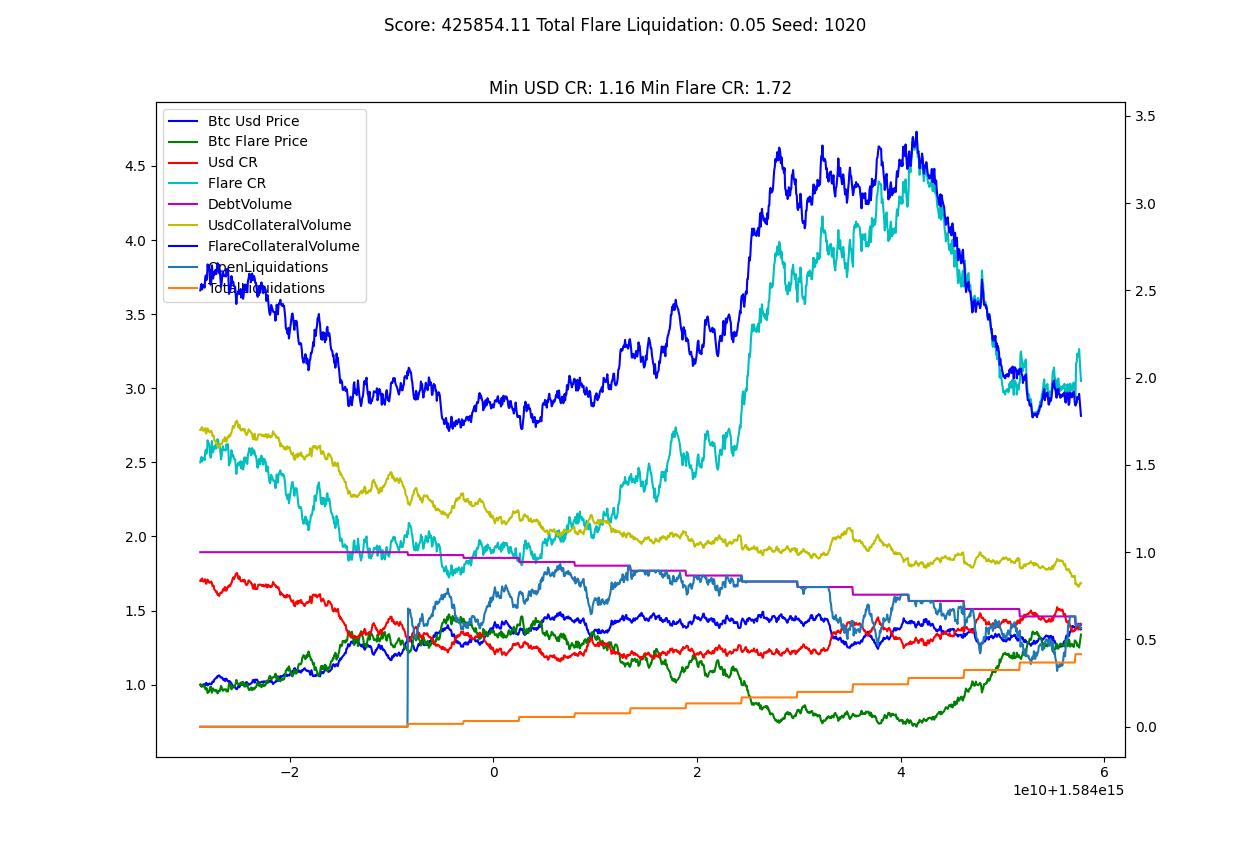 Score: 425854.11 Total Flare Liquidation: 0.05 Seed: 1020
Min USD CR: 1.16 Min Flare CR: 1.72
Btc Usd Price
Btc Flare Price
Usd CR
Flare CR
DebtVolume
UsdCollateralVolume
FlareCollateralVolume
OpenLiquidations
TotalLiquidations
4.5
4.0
3.5
3.0
2.5
2.0
1.5
1.0
3.5
3.0
2.5
2.0
1.5
1.0
0.5
0.0
−2 0 2 4 6
1e10+1.584e15